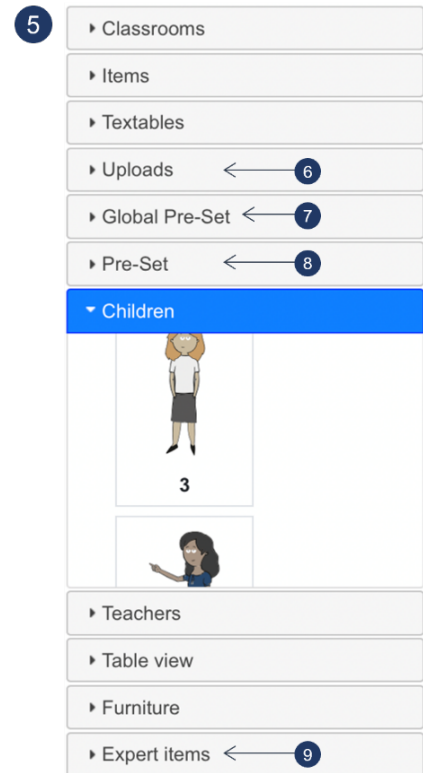 5
Classrooms
Items
Textables
Uploads 6
Global Pre-Set 7
Pre-Set 8
Children
3
Teachers
Table view
Furniture
Expert items 9